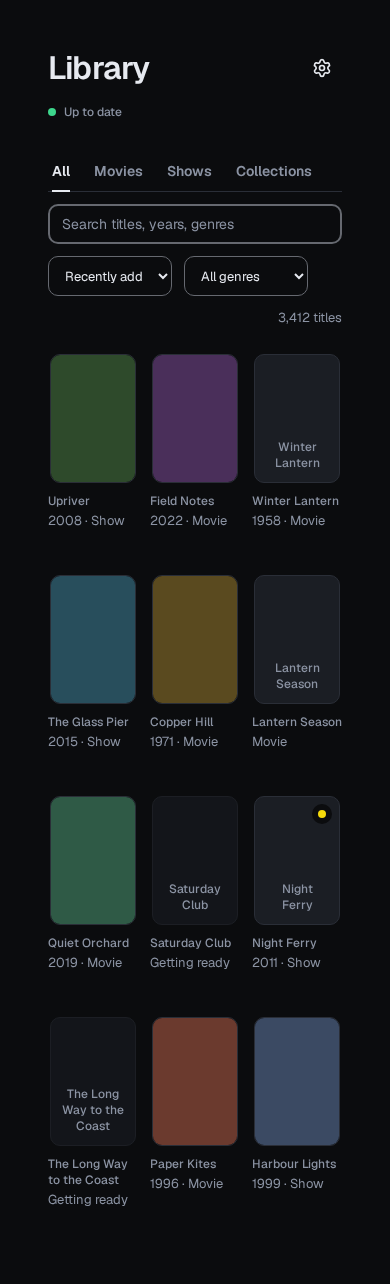 Library
Up to date
All Movies Shows Collections
Search titles, years, genres
Recently add All genres
3,412 titles
Winter
Lantern
Upriver Field Notes Winter Lantern
2008 · Show 2022 · Movie 1958 · Movie
Lantern
Season
The Glass Pier Copper Hill Lantern Season
2015 · Show 1971 · Movie Movie
Saturday Night
Club Ferry
Quiet Orchard Saturday Club Night Ferry
2019 · Movie Getting ready 2011 · Show
The Long
Way to the
Coast
The Long Way Paper Kites Harbour Lights
to the Coast 1996 · Movie 1999 · Show
Getting ready